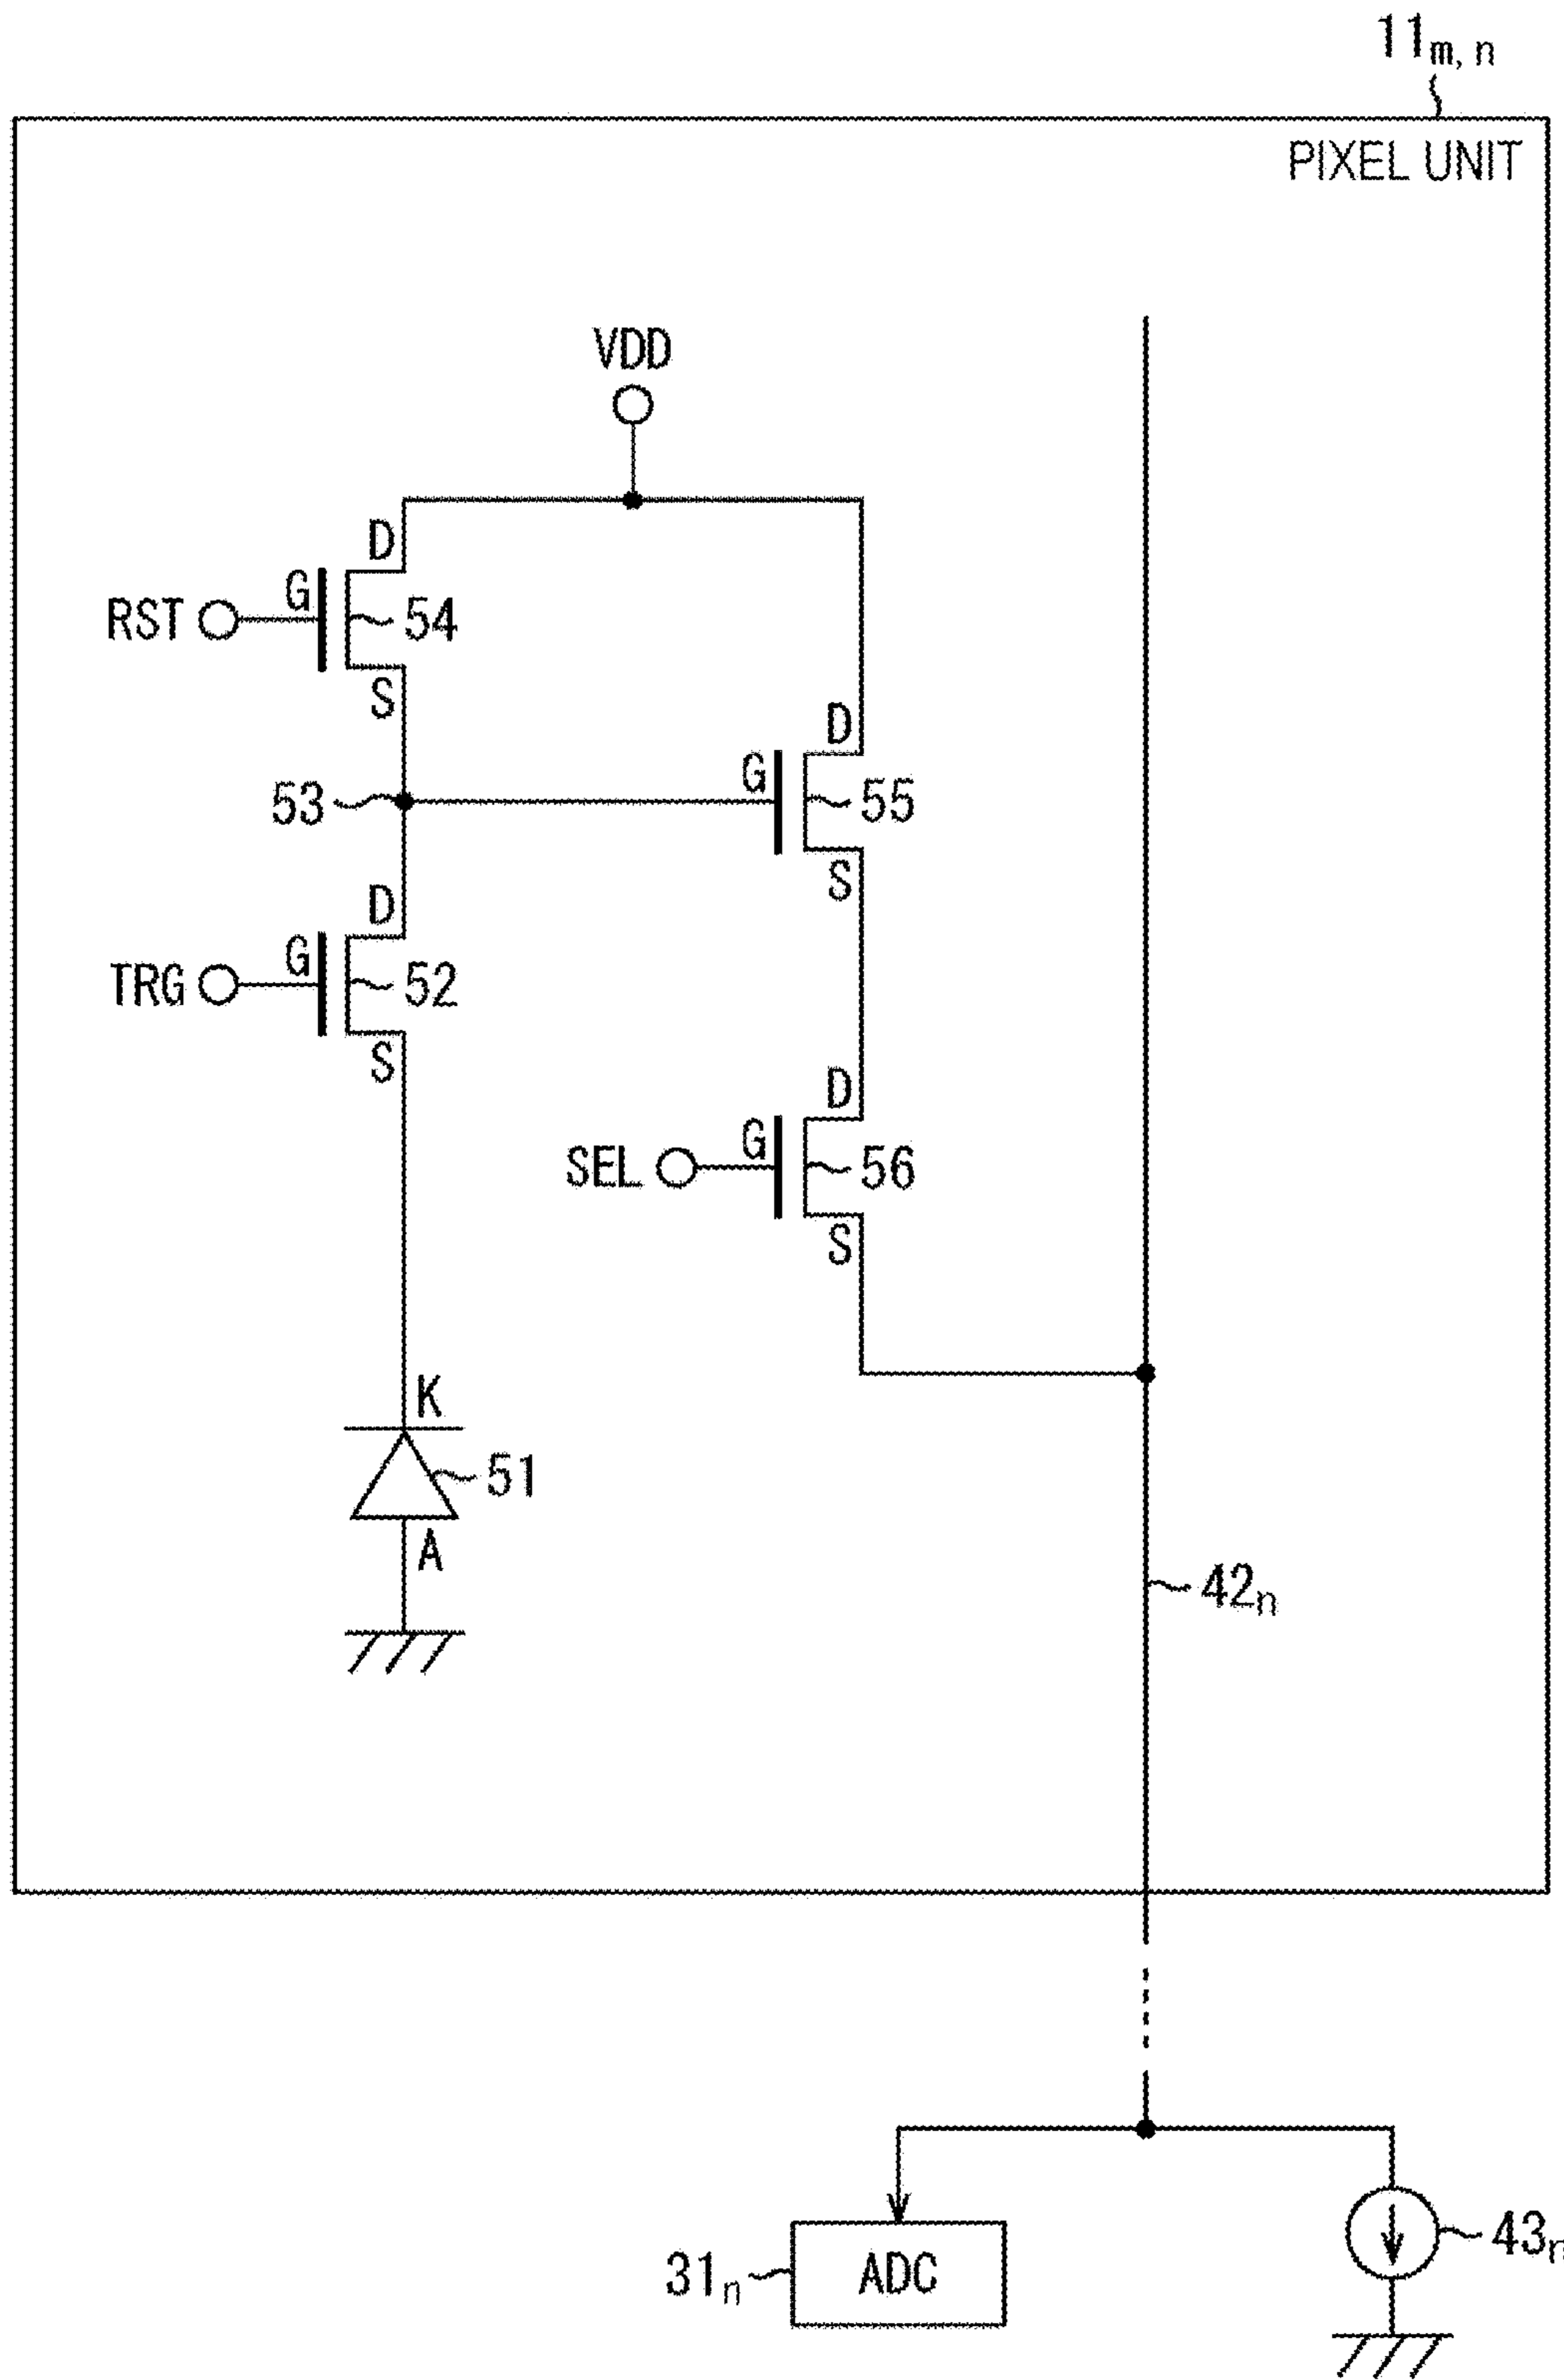 11m, n
PIXEL UNIT
VDD
D
RST
G
54
S
D
53
G
55
S
D
TRG
G
52
S
D
SEL
G
56
S
K
51
A
42n
31n
ADC
43n